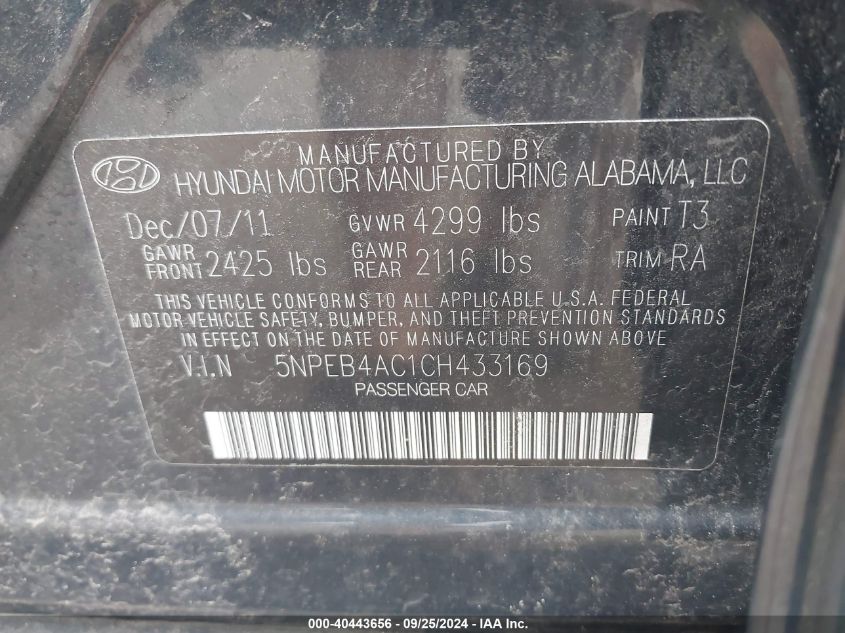 MANUFACTURED BY
HYUNDAI MOTOR MANUFACTURING ALABAMA, LLC
Dec/07/11 GVWR 4299 lbs PAINT T3
GAWR FRONT 2425 lbs GAWR REAR 2116 lbs TRIM RA
THIS VEHICLE CONFORMS TO ALL APPLICABLE U.S.A. FEDERAL
MOTOR VEHICLE SAFETY, BUMPER, AND THEFT PREVENTION STANDARDS
IN EFFECT ON THE DATE OF MANUFACTURE SHOWN ABOVE
V.I.N 5NPEB4AC1CH433169
PASSENGER CAR
000-40443656 - 09/25/2024 - IAA Inc.